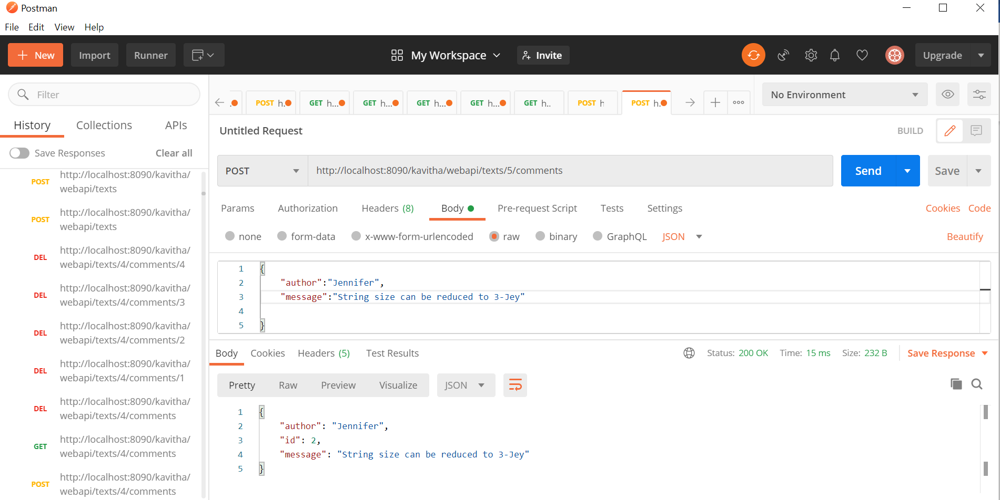 Postman
File Edit View Help
New Import Runner My Workspace Invite Upgrade
Filter
History Collections APIs
Save Responses Clear all
POST http://localhost:8090/kavitha/
webapi/texts
POST http://localhost:8090/kavitha/
webapi/texts
DEL http://localhost:8090/kavitha/
webapi/texts/4/comments/4
DEL http://localhost:8090/kavitha/
webapi/texts/4/comments/3
DEL http://localhost:8090/kavitha/
webapi/texts/4/comments/2
DEL http://localhost:8090/kavitha/
webapi/texts/4/comments/1
DEL http://localhost:8090/kavitha/
webapi/texts/4/comments
GET http://localhost:8090/kavitha/
webapi/texts/4/comments
POST http://localhost:8090/kavitha/
webapi/texts/4/comments
. POST h. GET h... GET h... GET h... GET h... GET h.. POST h POST h.
No Environment
Untitled Request BUILD
POST http://localhost:8090/kavitha/webapi/texts/5/comments Send Save
Params Authorization Headers (8) Body Pre-request Script Tests Settings Cookies Code
none form-data x-www-form-urlencoded raw binary GraphQL JSON Beautify
1 {
2 "author":"Jennifer",
3 "message":"String size can be reduced to 3-Jey"
4
5 }
Body Cookies Headers (5) Test Results Status: 200 OK Time: 15 ms Size: 232 B Save Response
Pretty Raw Preview Visualize JSON
1 {
2 "author": "Jennifer",
3 "id": 2,
4 "message": "String size can be reduced to 3-Jey"
5 }